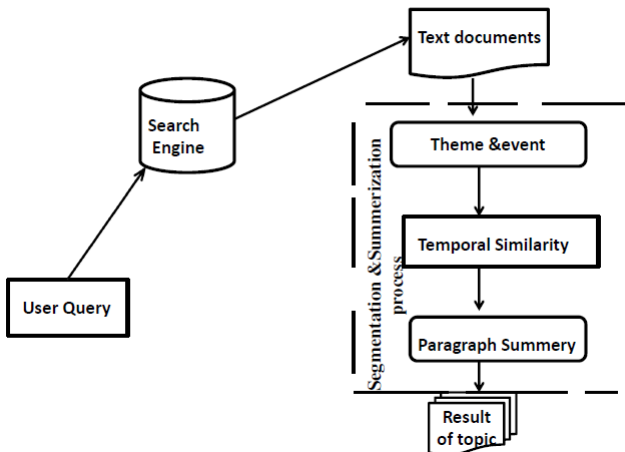 Text documents
Search
Engine
Theme &event
Segmentation &Summerization
process
Temporal Similarity
User Query
Paragraph Summery
Result
of topic